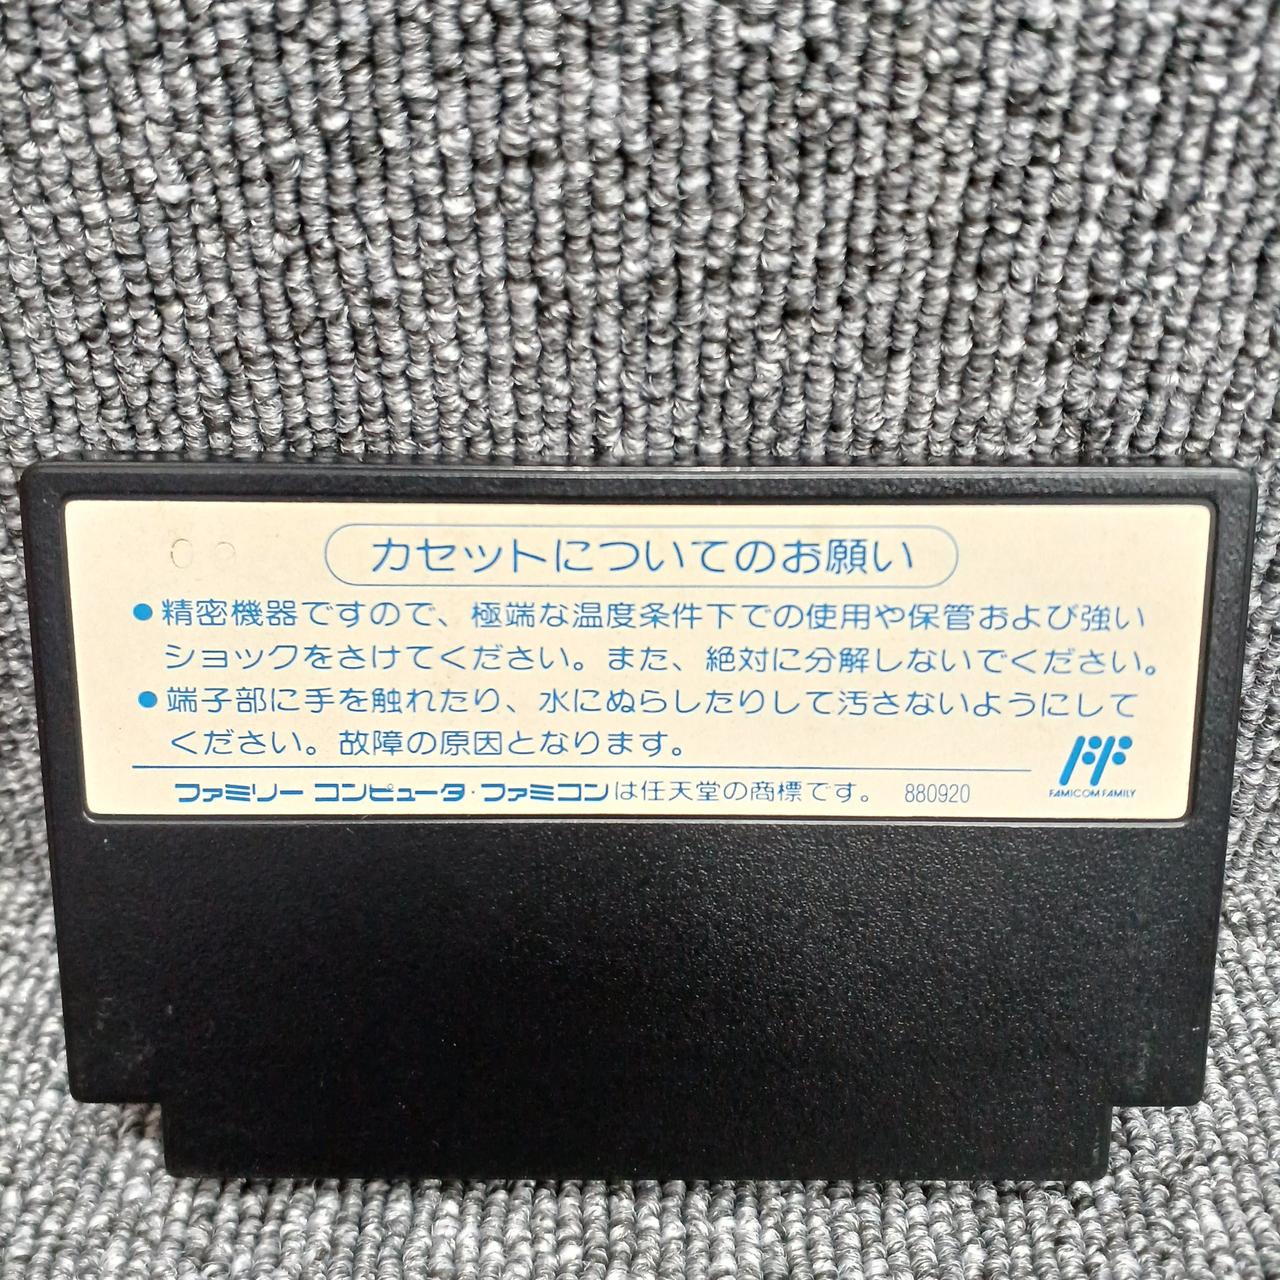 カセットについてのお願い
●精密機器ですので、極端な温度条件下での使用や保管および強い
ショックをさけてください。また、絶対に分解しないでください。
●端子部に手を触れたり、水にぬらしたりして汚さないようにして
ください。故障の原因となります。
ファミリー コンピュータ・ファミコンは任天堂の商標です。 880920
FAMICOM FAMILY